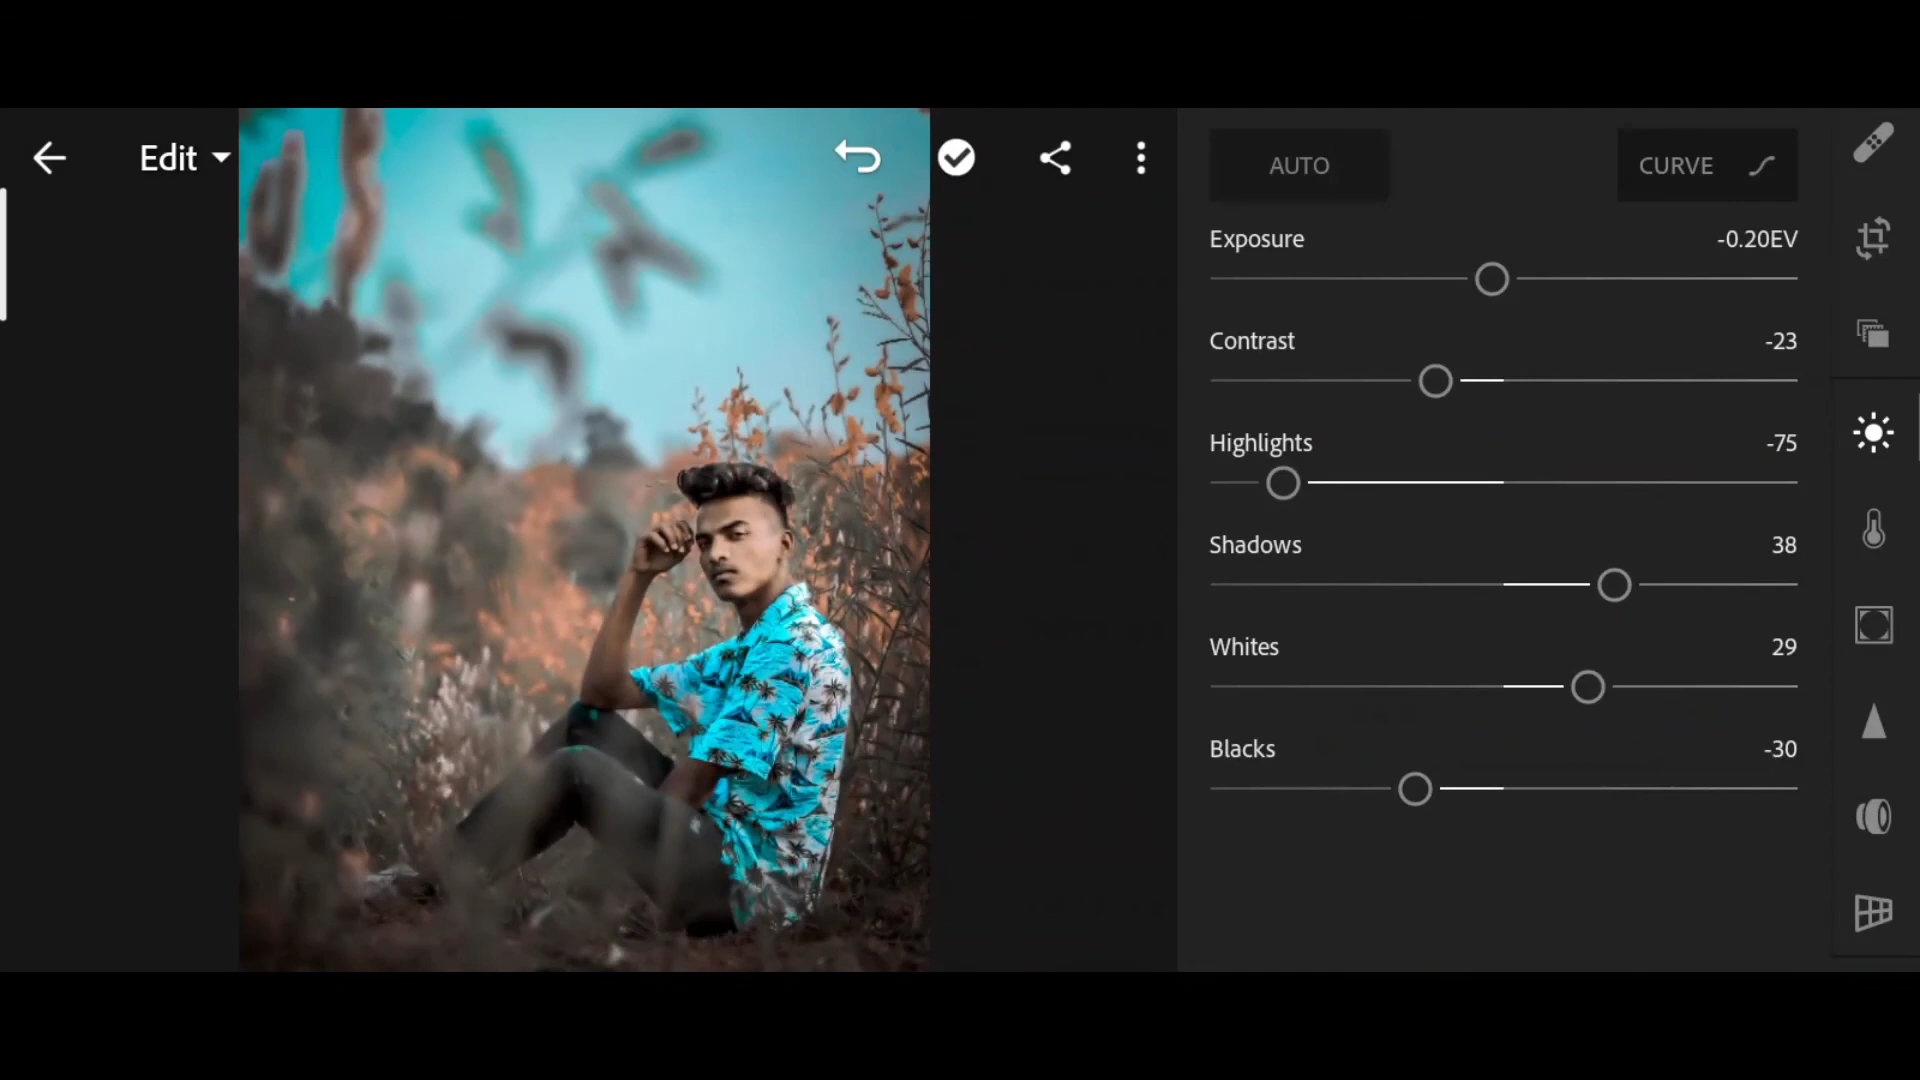 Edit
AUTO
CURVE
Exposure
-0.20EV
Contrast
-23
Highlights
-75
Shadows
38
Whites
29
Blacks
-30